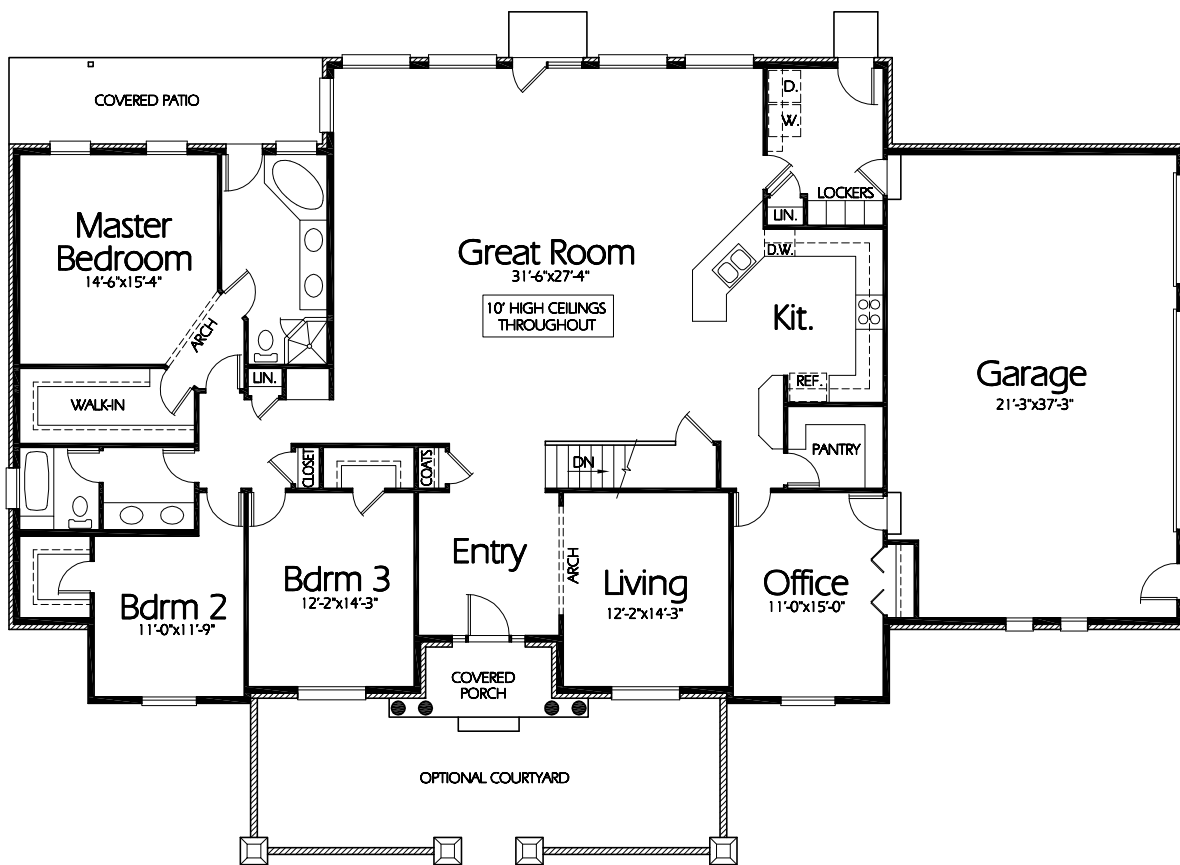 COVERED PATIO
D.
W.
LOCKERS
LIN.
Master
Bedroom
14'-6"x15'-4"
Great Room
31'-6"x27'-4"
10' HIGH CEILINGS
THROUGHOUT
D.W.
Kit.
ARCH
Garage
21'-3"x37'-3"
LIN.
REF.
WALK-IN
CLOSET
COATS
DN
PANTRY
Entry
ARCH
Bdrm 3
12'-2"x14'-3"
Living
12'-2"x14'-3"
Office
11'-0"x15'-0"
Bdrm 2
11'-0"x11'-9"
COVERED
PORCH
OPTIONAL COURTYARD